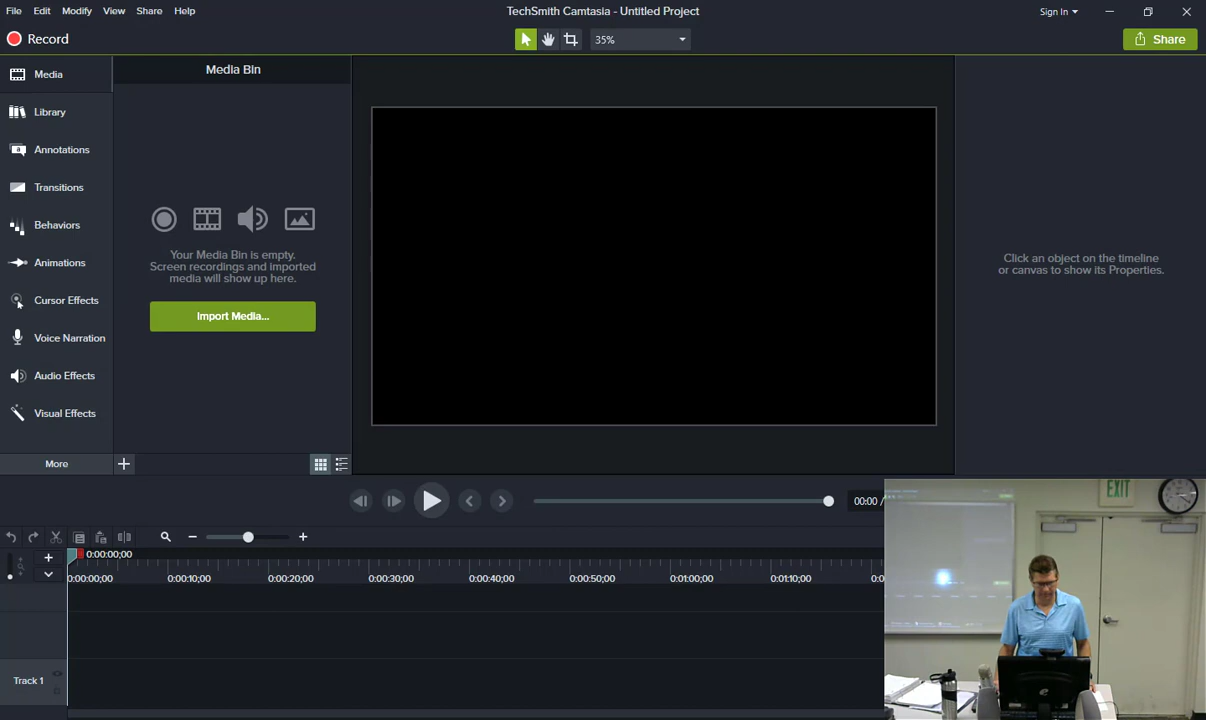 File Edit Modify View Share Help
TechSmith Camtasia - Untitled Project
Sign In
Record
35%
Share
Media
Library
Annotations
Transitions
Behaviors
Animations
Cursor Effects
Voice Narration
Audio Effects
Visual Effects
More
Media Bin
Your Media Bin is empty.
Screen recordings and imported
media will show up here.
Import Media...
Click an object on the timeline
or canvas to show its Properties.
00:00 /
EXIT
0:00:00;00
0:00:00;00 0:00:10;00 0:00:20;00 0:00:30;00 0:00:40;00 0:00:50;00 0:01:00;00 0:01:10;00
Track 1